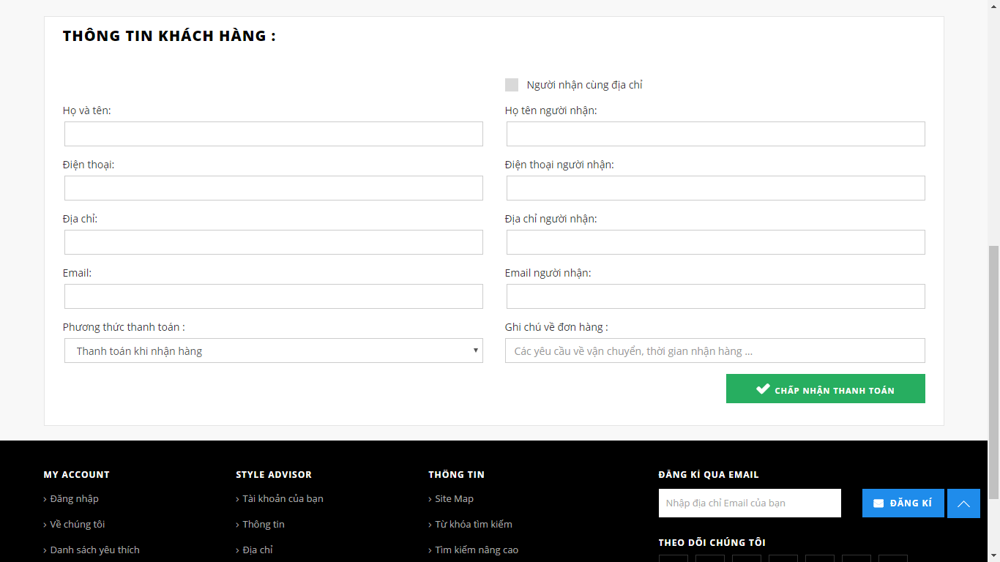 THÔNG TIN KHÁCH HÀNG :
Người nhận cùng địa chỉ
Họ và tên:
Họ tên người nhận:
Điện thoại:
Điện thoại người nhận:
Địa chỉ:
Địa chỉ người nhận:
Email:
Email người nhận:
Phương thức thanh toán :
Ghi chú về đơn hàng :
Thanh toán khi nhận hàng
Các yêu cầu về vận chuyển, thời gian nhận hàng ...
CHẤP NHẬN THANH TOÁN
MY ACCOUNT
Đăng nhập
Về chúng tôi
Danh sách yêu thích
STYLE ADVISOR
Tài khoản của bạn
Thông tin
Địa chỉ
THÔNG TIN
Site Map
Từ khóa tìm kiếm
Tìm kiếm nâng cao
ĐĂNG KÍ QUA EMAIL
Nhập địa chỉ Email của bạn
ĐĂNG KÍ
THEO DÕI CHÚNG TÔI